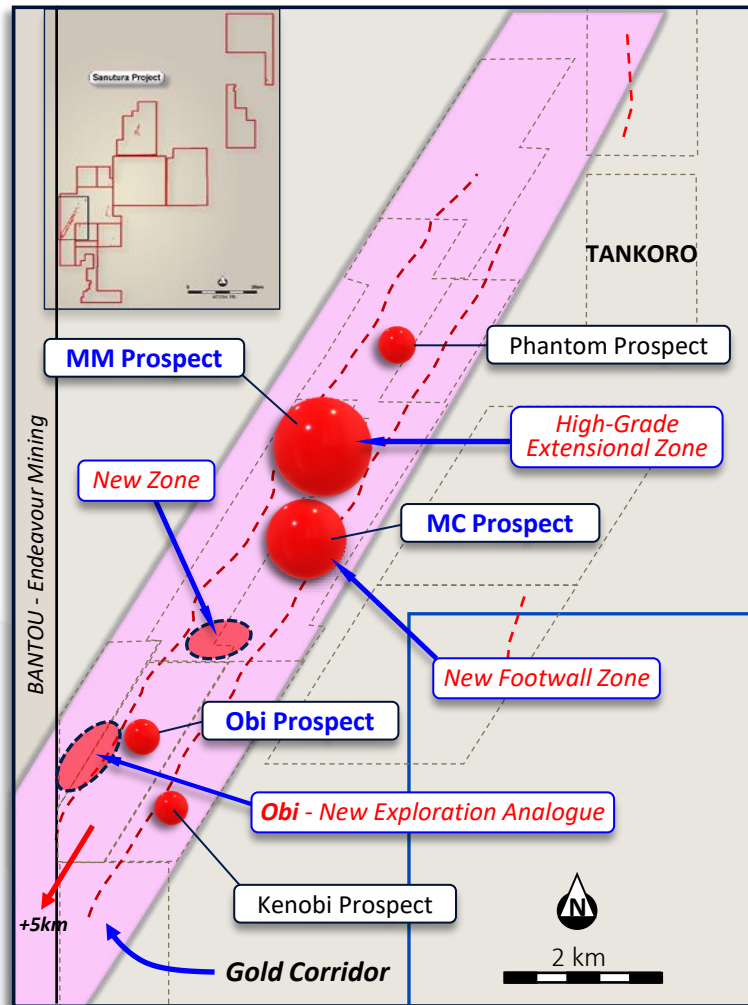 Sanutura Project
TANKORO
Phantom Prospect
MM Prospect
High-Grade
Extensional Zone
New Zone
MC Prospect
BANTOU - Endeavour Mining
New Footwall Zone
Obi Prospect
Obi - New Exploration Analogue
Kenobi Prospect
+5km
Gold Corridor
N
2 km